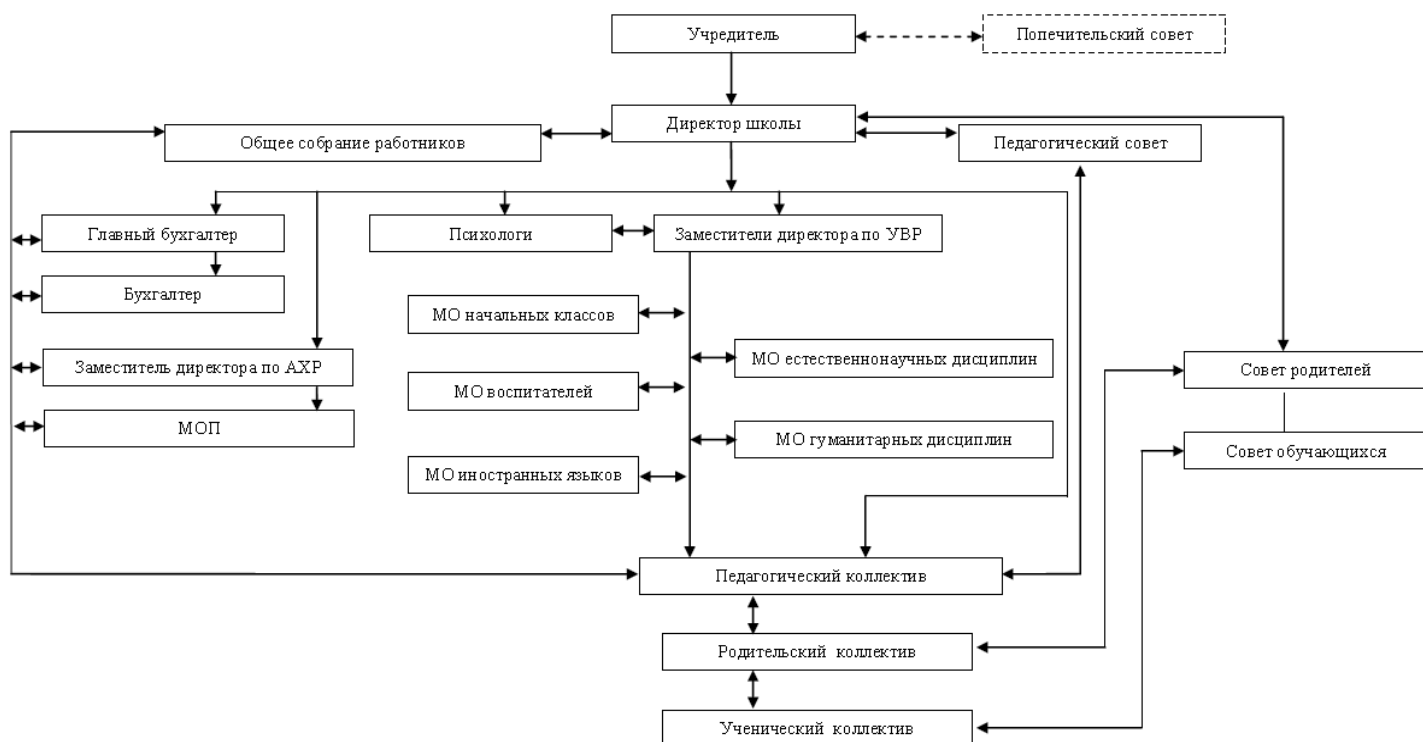 Учредитель
Попечительский совет
Директор школы
Общее собрание работников
Педагогический совет
Главный бухгалтер
Психологи
Заместители директора по УВР
Бухгалтер
МО начальных классов
МО естественнонаучных дисциплин
Заместитель директора по АХР
Совет родителей
МО воспитателей
МОП
МО гуманитарных дисциплин
Совет обучающихся
МО иностранных языков
Педагогический коллектив
Родительский коллектив
Ученический коллектив